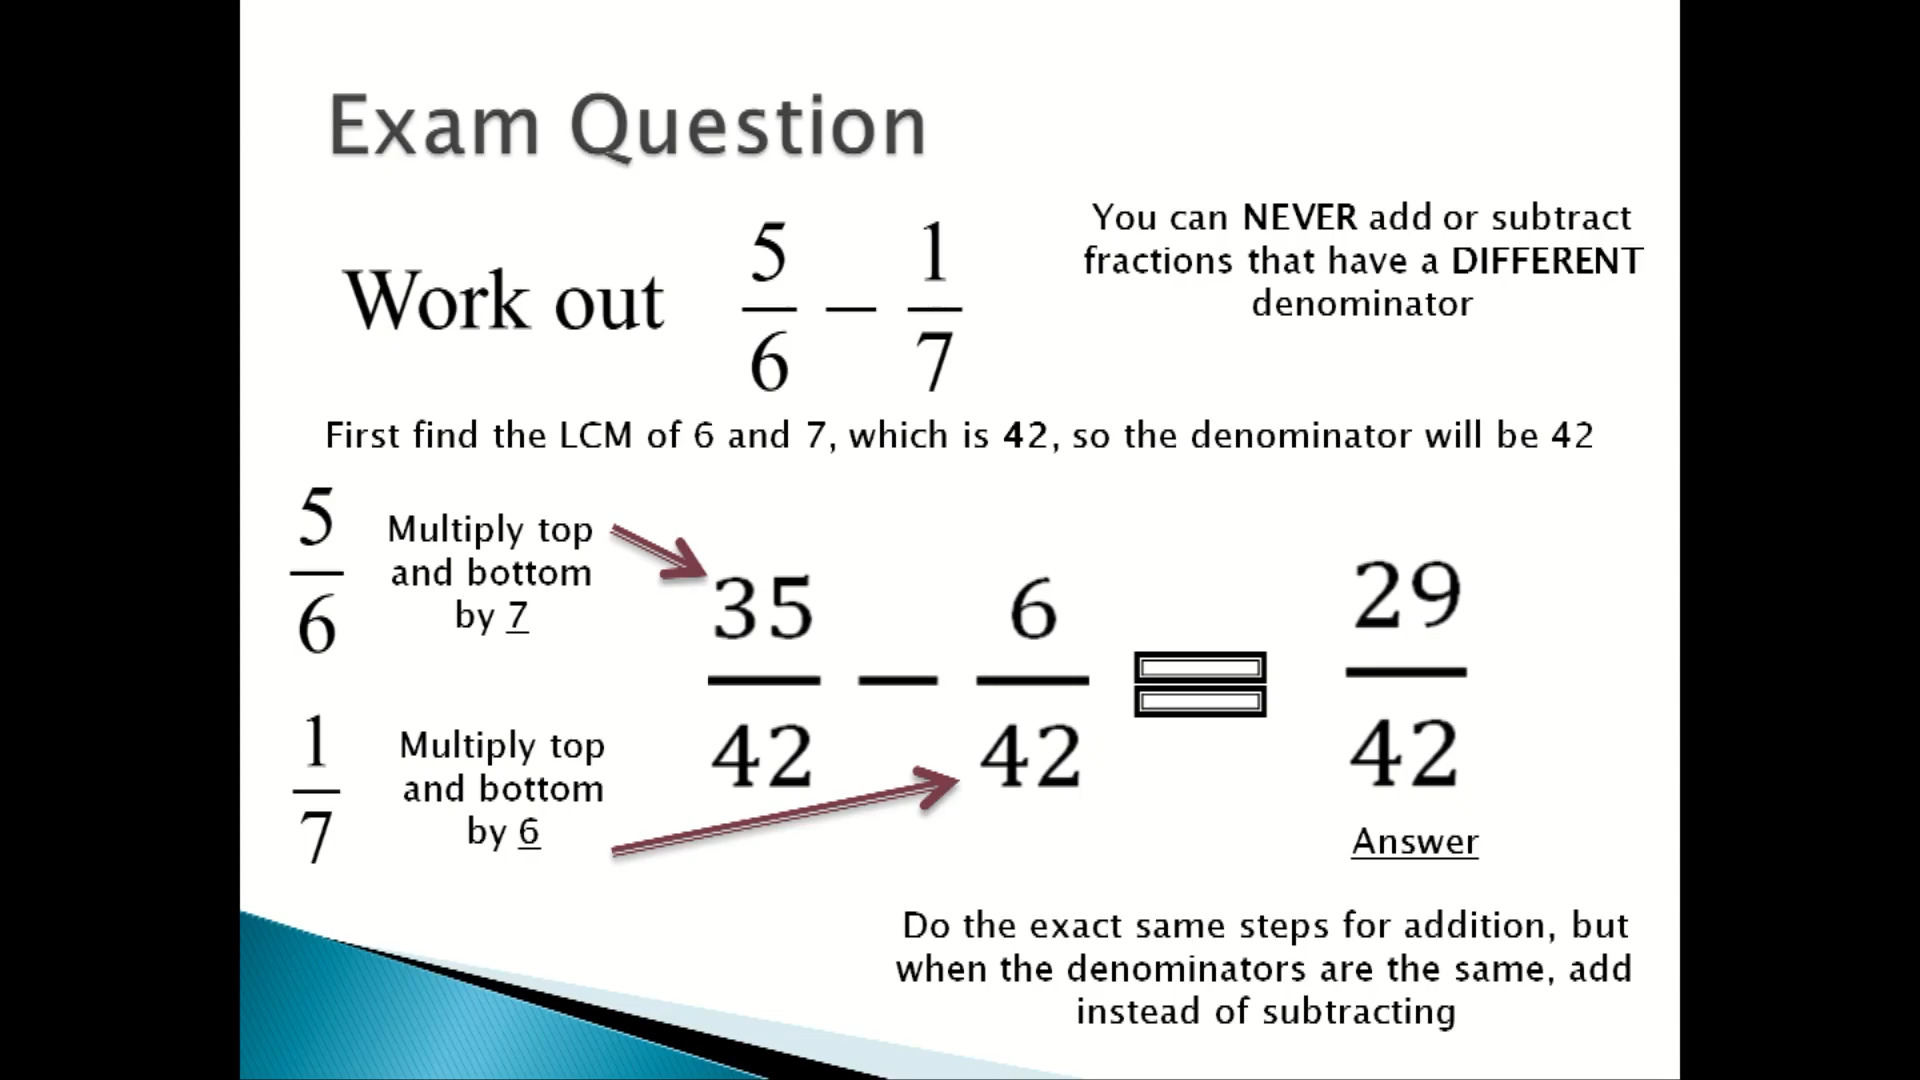 Exam Question
Work out 5/6 − 1/7
You can NEVER add or subtract
fractions that have a DIFFERENT
denominator
First find the LCM of 6 and 7, which is 42, so the denominator will be 42
5/6
Multiply top
and bottom
by 7
35/42 − 6/42 = 29/42
1/7
Multiply top
and bottom
by 6
Answer
Do the exact same steps for addition, but
when the denominators are the same, add
instead of subtracting